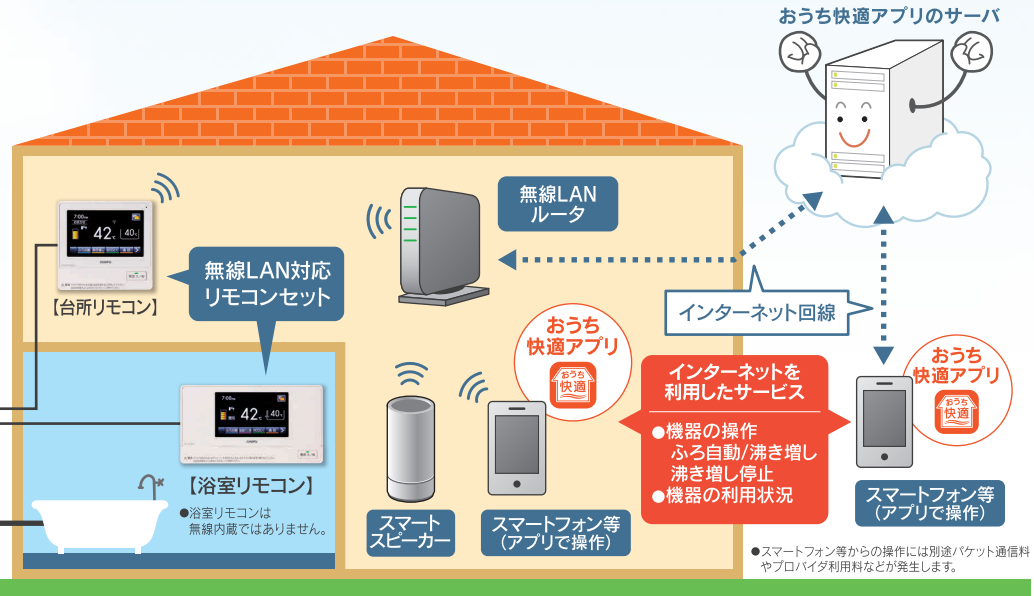 おうち快適アプリのサーバ
無線LAN
ルータ
7:00
42℃
40
【台所リモコン】
無線LAN対応
リモコンセット
インターネット回線
おうち
快適アプリ
おうち
快適
インターネットを
利用したサービス
●機器の操作
ふろ自動/沸き増し
沸き増し停止
●機器の利用状況
おうち
快適アプリ
おうち
快適
7:00
42℃
40
【浴室リモコン】
●浴室リモコンは
無線内蔵ではありません。
スマート
スピーカー
スマートフォン等
(アプリで操作)
スマートフォン等
(アプリで操作)
●スマートフォン等からの操作には別途パケット通信料
やプロバイダ利用料などが発生します。